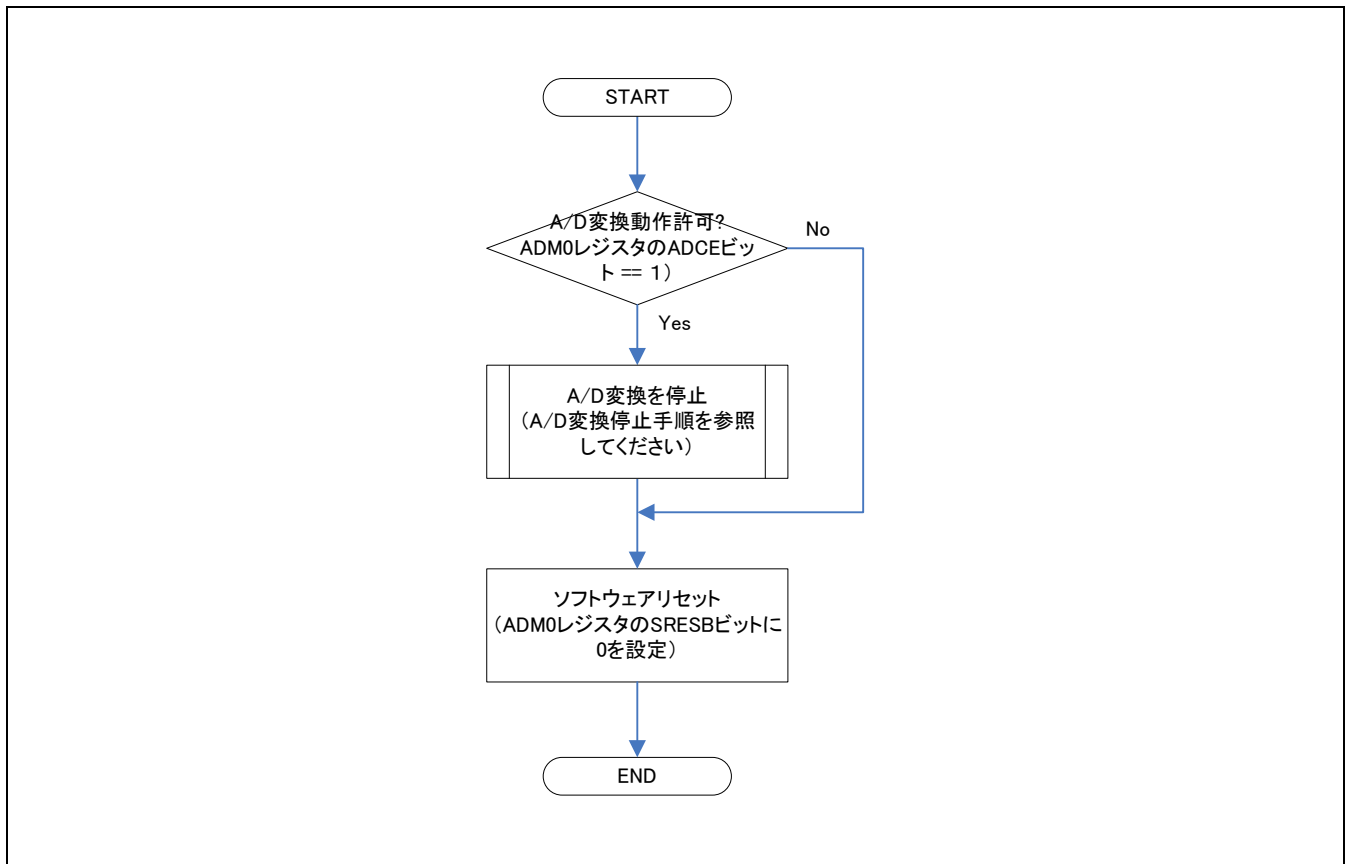 START
A/D変換動作許可?
ADM0レジスタのADCEビッ
ト == 1)
No
Yes
A/D変換を停止
(A/D変換停止手順を参照
してください)
ソフトウェアリセット
(ADM0レジスタのSRESBビットに
0を設定)
END